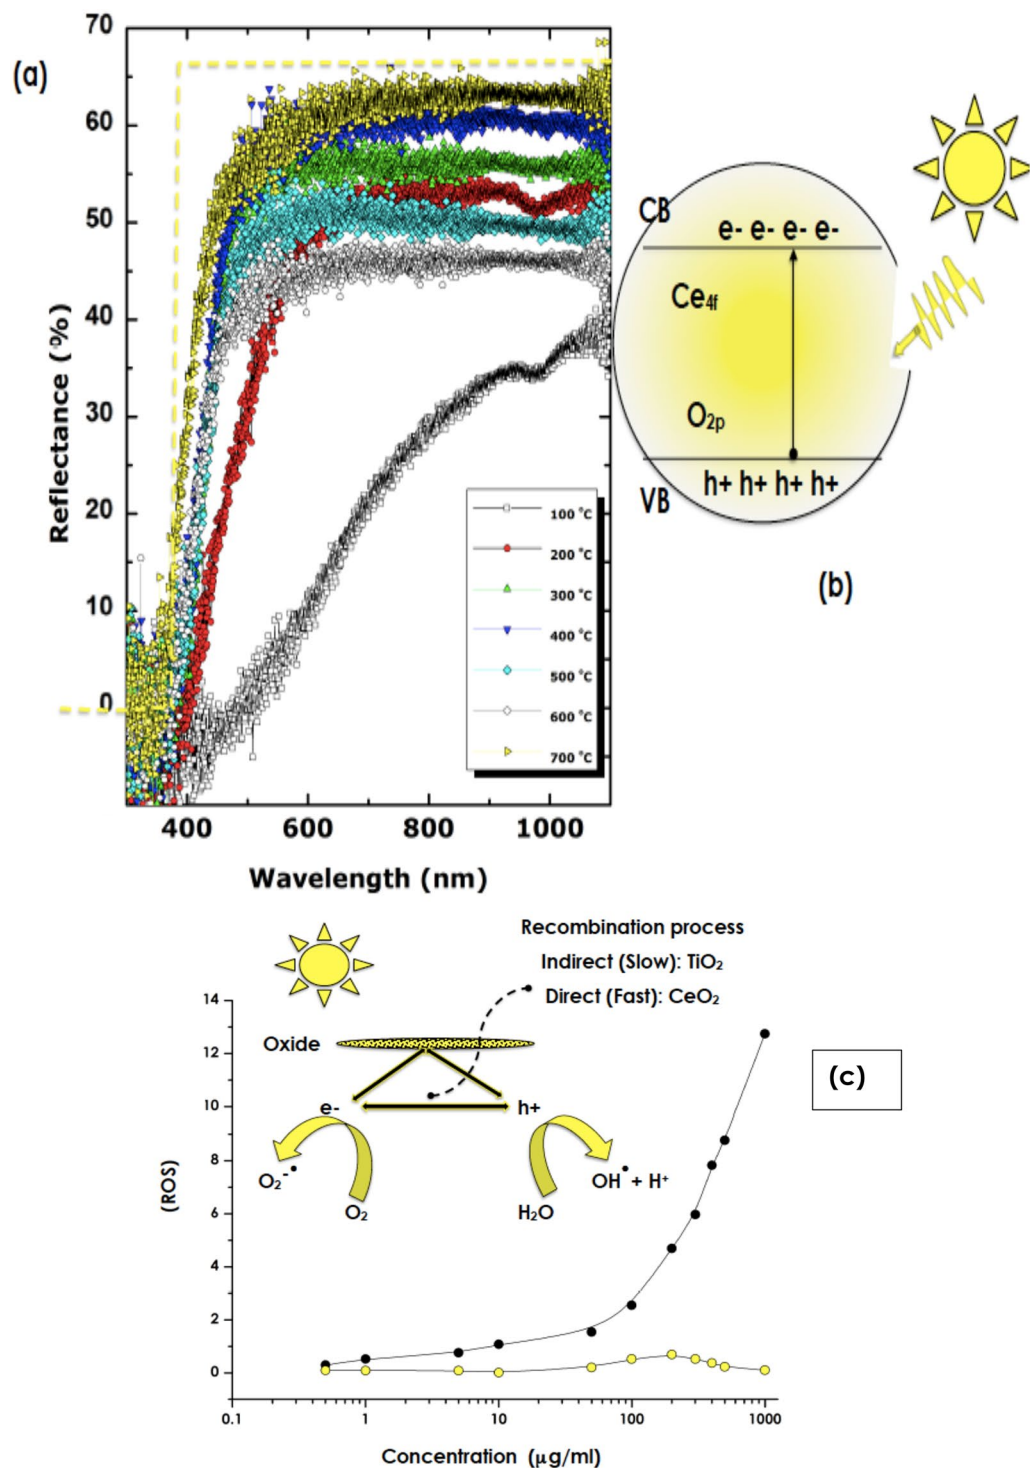 (a)
70
60
50
40
30
20
10
0
Reflectance (%)
400 600 800 1000
Wavelength (nm)
100 °C
200 °C
300 °C
400 °C
500 °C
600 °C
700 °C
CB
e- e- e- e-
Ce4f
O2p
h+ h+ h+ h+
VB
(b)
Recombination process
Indirect (Slow): TiO₂
Direct (Fast): CeO₂
(c)
Oxide
e- h+
O₂⁻•
O₂
H₂O
OH• + H⁺
14
12
10
8
6
4
2
0
(ROS)
0.1 1 10 100 1000
Concentration (μg/ml)